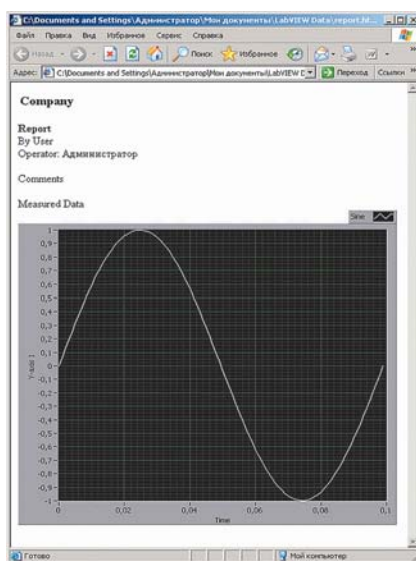 C:\Documents and Settings\Администратор\Мои документы\LabVIEW Data\report.ht...
Файл Правка Вид Избранное Сервис Справка
Назад Поиск Избранное
Адрес: C:\Documents and Settings\Администратор\Мои документы\LabVIEW D Переход Ссылки »
Company
Report
By User
Operator: Администратор
Comments
Measured Data
Sine
1
0,9
0,8
0,7
0,6
0,5
0,4
0,3
0,2
0,1
0
-0,1
-0,2
-0,3
-0,4
-0,5
-0,6
-0,7
-0,8
-0,9
-1
Y-axis 1
0 0,02 0,04 0,06 0,08 0,1
Time
Готово Мой компьютер